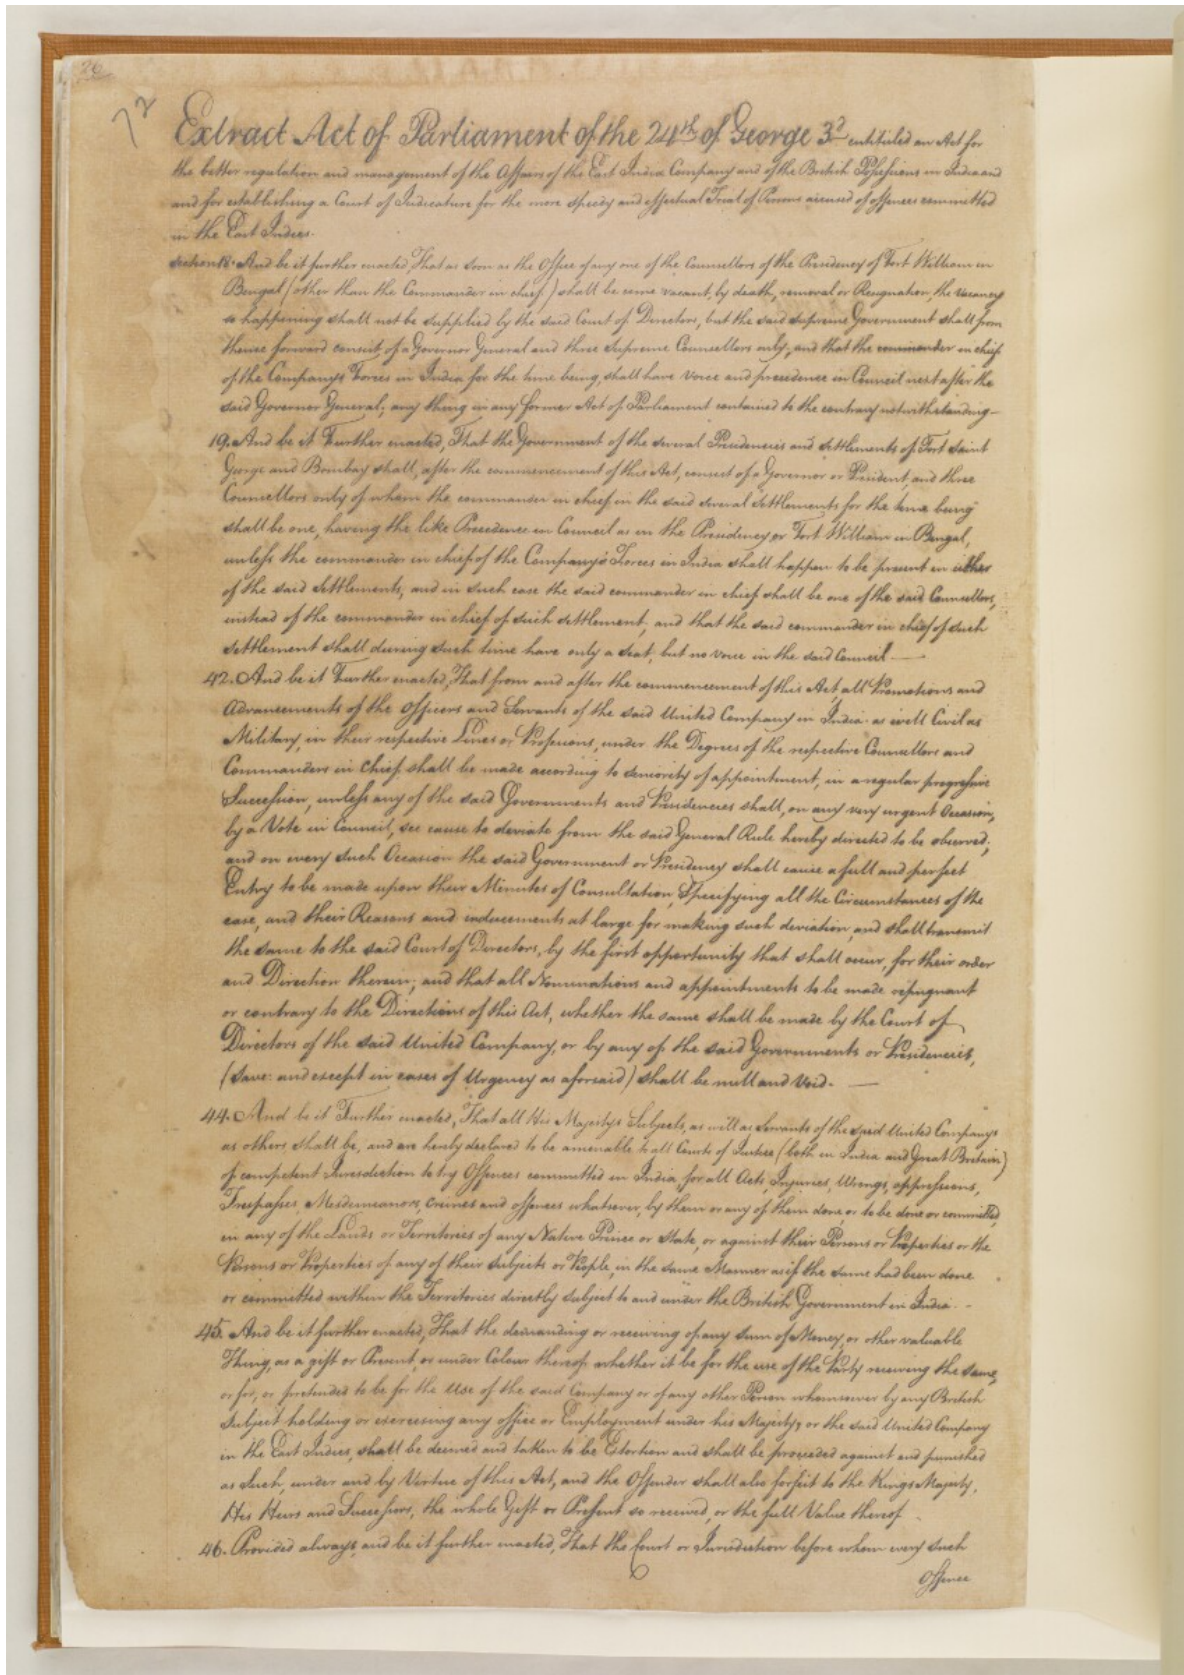 26
72
Extract Act of Parliament of the 24th of George 3d entituled an Act for
the better regulation and management of the Affairs of the East India Company and of the British Possessions in India and
and for establishing a Court of Judicature for the more speedy and effectual Trial of Persons accused of offences committed
in the East Indies.
Section 18. And be it further enacted That as soon as the Office of any one of the Counsellors of the Presidency of Fort William in
Bengal (other than the Commander in chief) shall be come vacant, by death, removal or Resignation, the vacancy
so happening shall not be supplied by the said Court of Directors, but the said supreme Government shall from
thence forward consist of a Governor General and three Supreme Counsellors only, and that the commander in chief
of the Companys Forces in India for the time being, shall have voice and precedence in Council next after the
said Governor General; any thing in any former Act of Parliament contained to the contrary notwithstanding—
19. And be it Further enacted, That the Government of the several Presidencies and Settlements of Fort Saint
George and Bombay shall, after the commencement of this Act, consist of a Governor or President, and three
Counsellors only of whom the commander in chief in the said several Settlements for the time being
shall be one, having the like Precedence in Council as in the Presidency or Fort William in Bengal,
unless the commander in chief of the Company's Forces in India shall happen to be present in either
of the said Settlements, and in such case the said commander in chief shall be one of the said Counsellors,
instead of the commander in chief of such settlement; and that the said commander in chief of such
settlement shall during such time have only a seat, but no voice in the said Council—
42. And be it Further enacted, That from and after the commencement of this Act, all Promotions and
Advancements of the Officers and Servants of the said United Company in India as well Civil as
Military, in their respective Lines or Professions, under the Degrees of the respective Counsellors and
Commanders in chief shall be made according to seniority of appointment, in a regular progressive
Succession, unless any of the said Governments and Presidencies shall, on any very urgent Occasion,
by a Vote in Council, see cause to deviate from the said General Rule hereby directed to be observed;
and on every such Occasion the said Government or Presidency shall cause a full and perfect
Entry to be made upon their Minutes of Consultation, Specifying all the Circumstances of the
case, and their Reasons and inducements at large for making such deviation, and shall transmit
the same to the said Court of Directors, by the first opportunity that shall occur, for their order
and Direction therein; and that all Nominations and appointments to be made repugnant
or contrary to the Directions of this Act, whether the same shall be made by the Court of
Directors of the said United Company, or by any of the said Governments or Presidencies,
(save: and except in cases of Urgency as aforsaid) shall be null and void. —
44. And be it Further enacted, That all His Majestys Subjects, as well as Servants of the said United Companys
as others shall be, and are hereby declared to be amenable to all Courts of Justice (both in India and Great Britain)
of competent Jurisdiction to try Offences committed in India, for all Acts, Injuries, Wrongs, oppressions,
Trespasses, Misdemeanors, crimes and offences whatsoever, by them or any of them done, or to be done or committed,
in any of the Lands or Territories of any Native Prince or State, or against their Persons or Properties or the
Persons or Properties of any of their subjects or People, in the same Manner as if the same had been done
or committed within the Territories directly subject to and under the British Government in India. -
45. And be it further enacted, That the demanding or receiving of any Sum of Money, or other valuable
Thing, as a gift or Present, or under Colour thereof whether it be for the use of the Party receiving the same,
or for, or pretended to be for the Use of the said Company or of any other Person whomsoever by any British
Subject holding or exercising any office or Employment under his Majesty, or the said United Company
in the East Indies, shall be deemed and taken to be Extortion and shall be proceeded against and punished
as such, under and by Virtue of this Act, and the Offender shall also forfeit to the Kings Majesty,
His Heirs and Successors, the whole Gift or Present so received, or the full Value thereof
46. Provided always, and be it further enacted, That the Court or Jurisdiction before whom every such
Offence